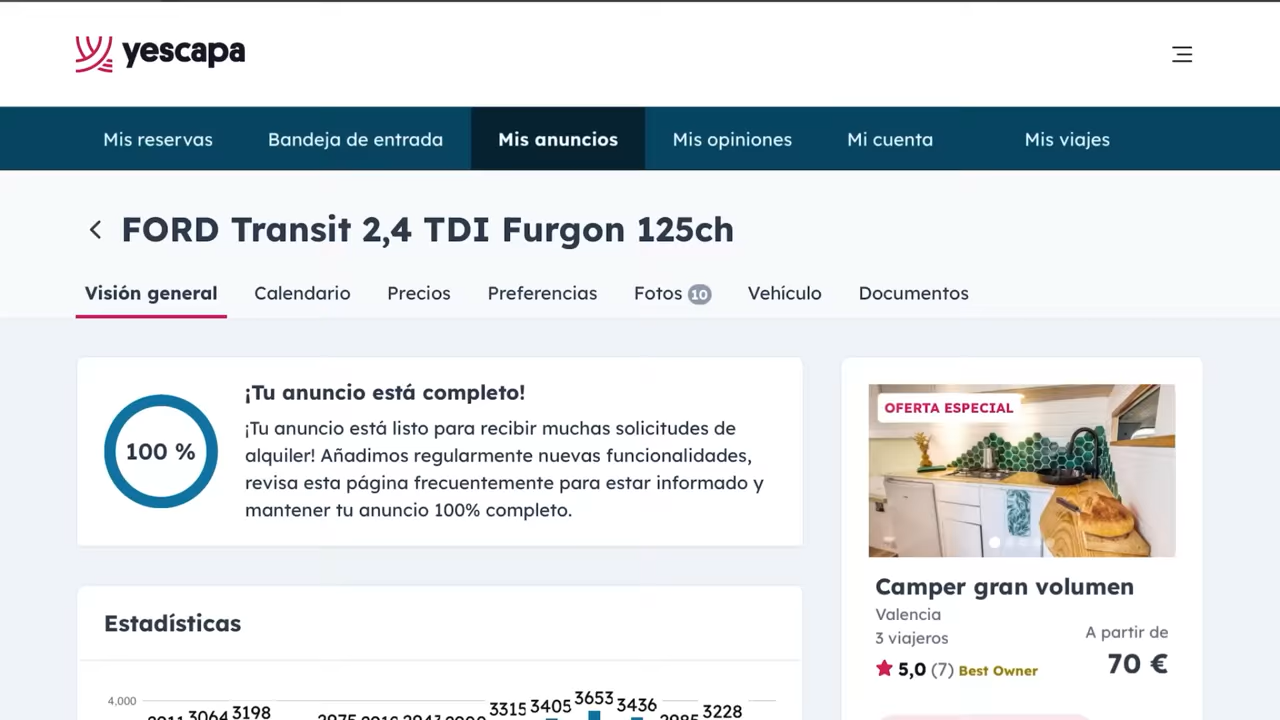 yescapa
Mis reservas
Bandeja de entrada
Mis anuncios
Mis opiniones
Mi cuenta
Mis viajes
FORD Transit 2,4 TDI Furgon 125ch
Visión general
Calendario
Precios
Preferencias
Fotos 10
Vehículo
Documentos
100 %
¡Tu anuncio está completo!
¡Tu anuncio está listo para recibir muchas solicitudes de
alquiler! Añadimos regularmente nuevas funcionalidades,
revisa esta página frecuentemente para estar informado y
mantener tu anuncio 100% completo.
Estadísticas
4,000
3064
3198
3315
3405
3653
3436
3228
OFERTA ESPECIAL
Camper gran volumen
Valencia
3 viajeros
A partir de
70 €
5,0 (7) Best Owner